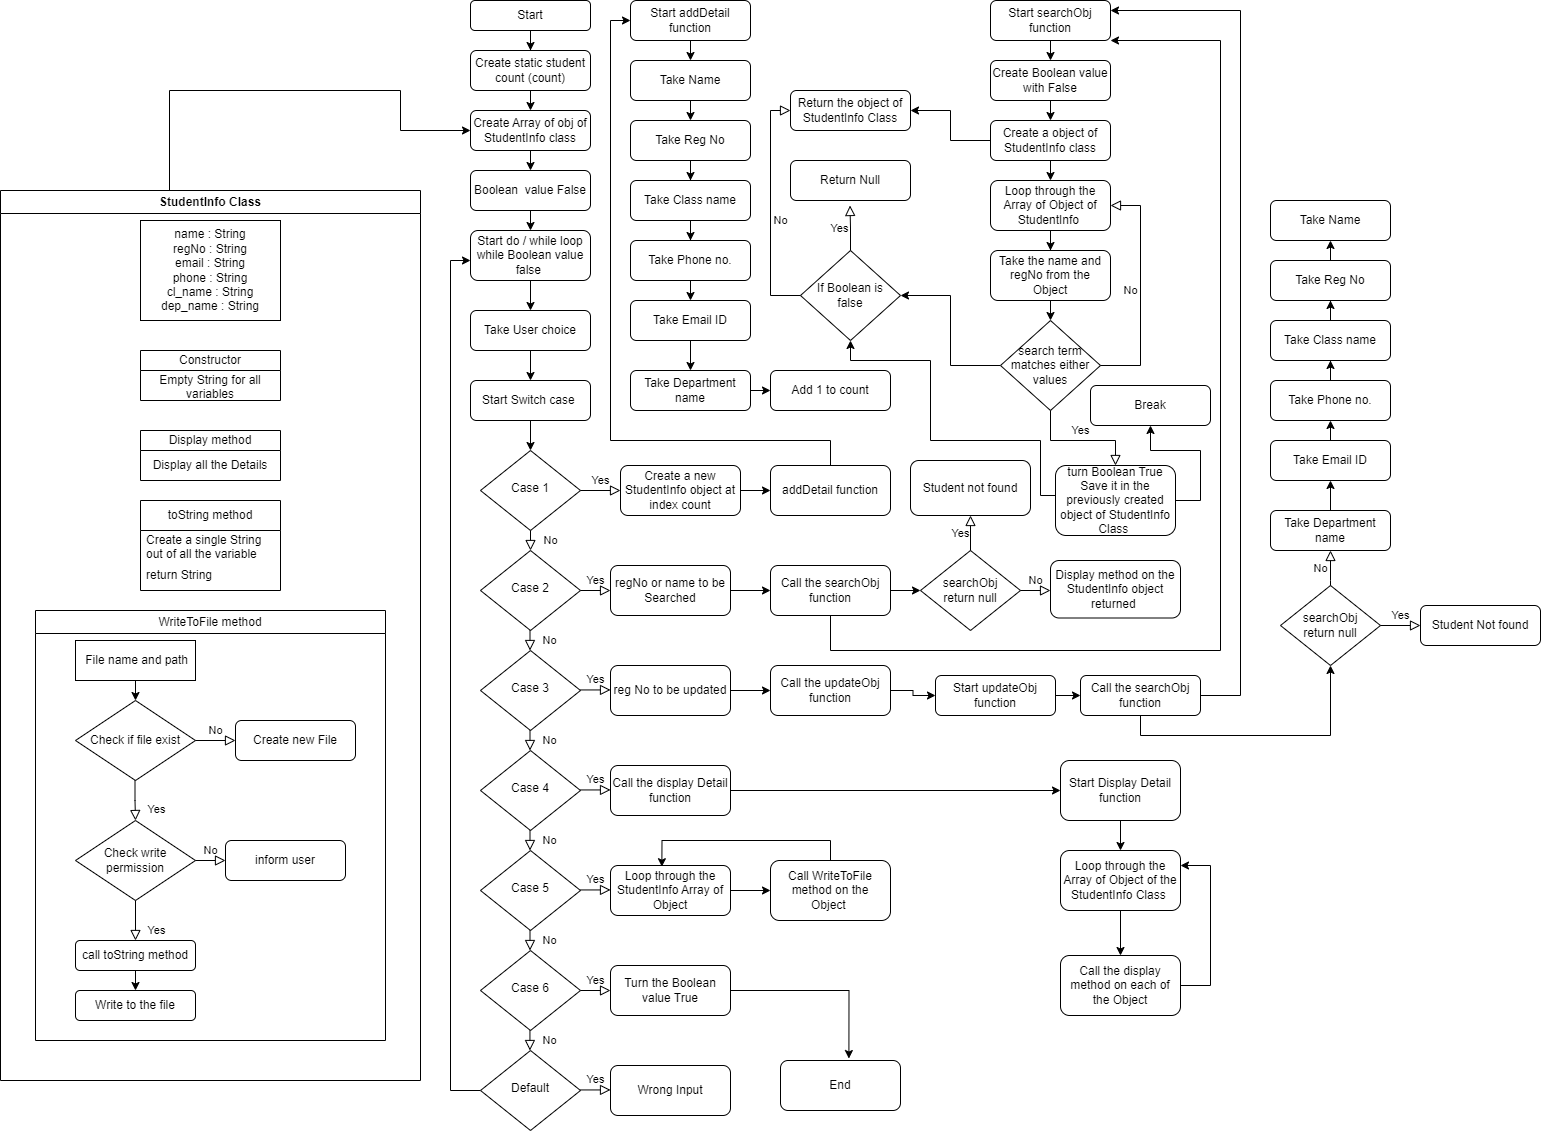 Start
Create static student
count (count)
Create Array of obj of
StudentInfo class
Boolean  value False
Start do / while loop
while Boolean value
false
Take User choice
Start Switch case
StudentInfo Class
name : String
regNo : String
email : String
phone : String
cl_name : String
dep_name : String
Constructor
Empty String for all
variables
Display method
Display all the Details
toString method
Create a single String
out of all the variable
return String
WriteToFile method
File name and path
Check if file exist
No
Create new File
Yes
Check write
permission
No
inform user
Yes
call toString method
Write to the file
Start addDetail
function
Take Name
Take Reg No
Take Class name
Take Phone no.
Take Email ID
Take Department
name
Add 1 to count
Start searchObj
function
Create Boolean value
with False
Create a object of
StudentInfo class
Return the object of
StudentInfo Class
Return Null
Loop through the
Array of Object of
StudentInfo
No
Yes
Take the name and
regNo from the
Object
No
If Boolean is
false
search term
matches either
values
Break
Yes
turn Boolean True
Save it in the
previously created
object of StudentInfo
Class
Take Name
Take Reg No
Take Class name
Take Phone no.
Take Email ID
Take Department
name
No
searchObj
return null
Yes
Student Not found
Case 1
Yes
Create a new
StudentInfo object at
index count
addDetail function
No
Student not found
Yes
Case 2
Yes
regNo or name to be
Searched
Call the searchObj
function
searchObj
return null
No
Display method on the
StudentInfo object
returned
No
Case 3
Yes
reg No to be updated
Call the updateObj
function
Start updateObj
function
Call the searchObj
function
No
Case 4
Yes
Call the display Detail
function
Start Display Detail
function
No
Case 5
Yes
Loop through the
StudentInfo Array of
Object
Call WriteToFile
method on the
Object
Loop through the
Array of Object of the
StudentInfo Class
No
Case 6
Yes
Turn the Boolean
value True
Call the display
method on each of
the Object
No
Default
Yes
Wrong Input
End